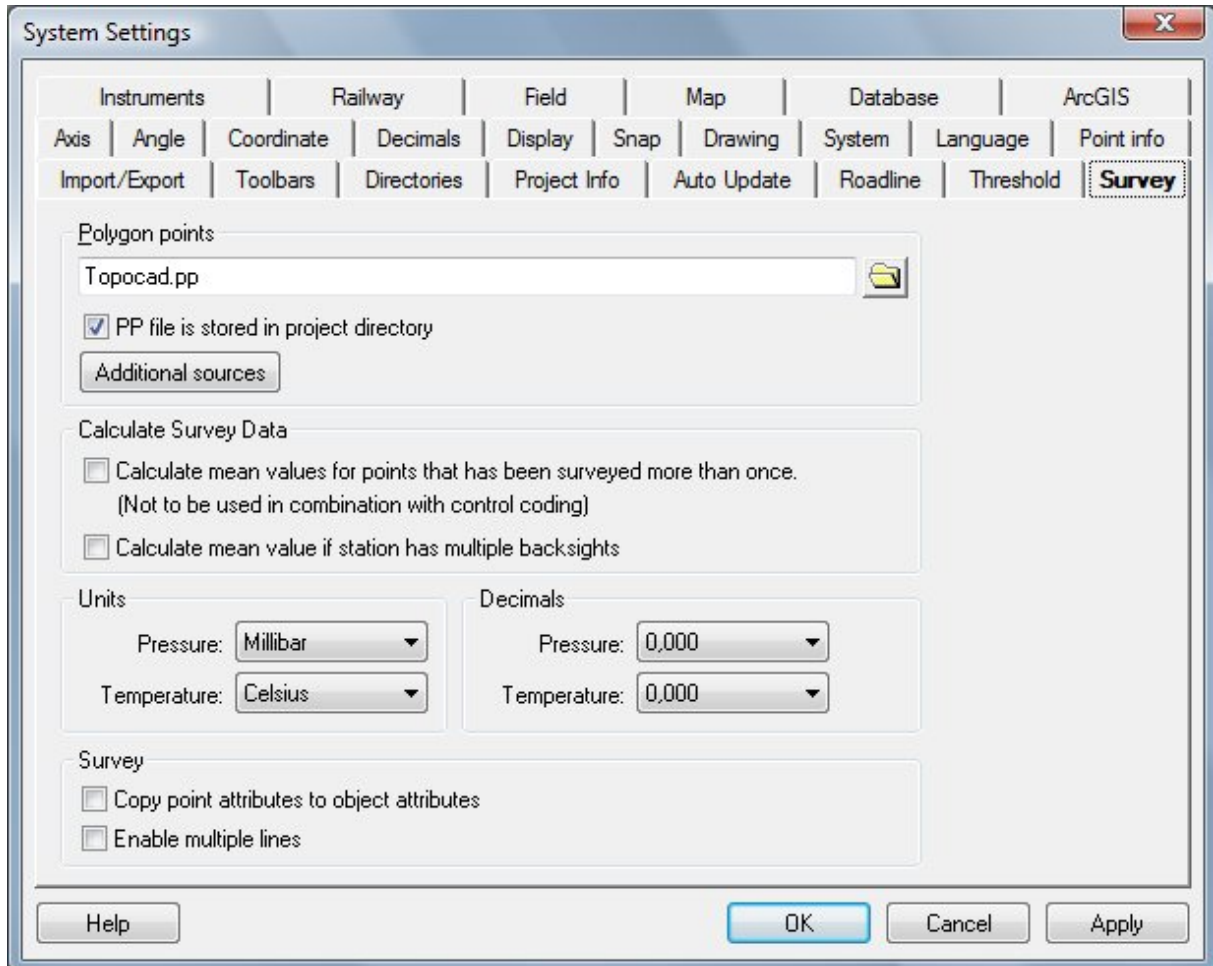 System Settings
Instruments Railway Field Map Database ArcGIS
Axis Angle Coordinate Decimals Display Snap Drawing System Language Point info
Import/Export Toolbars Directories Project Info Auto Update Roadline Threshold Survey
Polygon points
Topocad.pp
PP file is stored in project directory
Additional sources
Calculate Survey Data
Calculate mean values for points that has been surveyed more than once.
(Not to be used in combination with control coding)
Calculate mean value if station has multiple backsights
Units Decimals
Pressure: Millibar Pressure: 0,000
Temperature: Celsius Temperature: 0,000
Survey
Copy point attributes to object attributes
Enable multiple lines
Help OK Cancel Apply